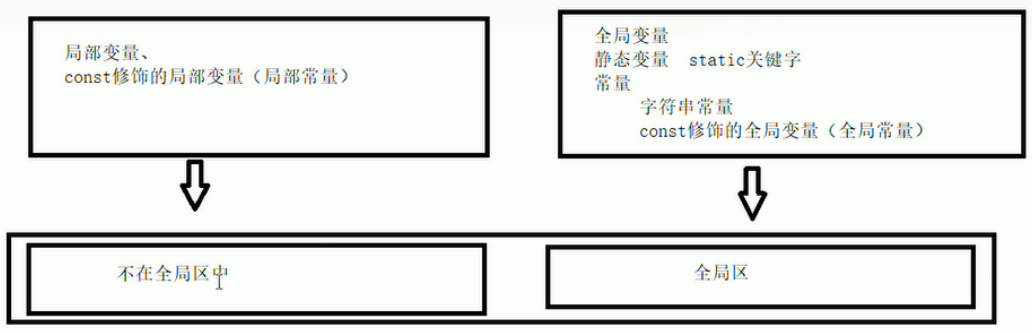 局部变量、
const修饰的局部变量（局部常量）
全局变量
静态变量 static关键字
常量
字符串常量
const修饰的全局变量（全局常量）
不在全局区中
全局区